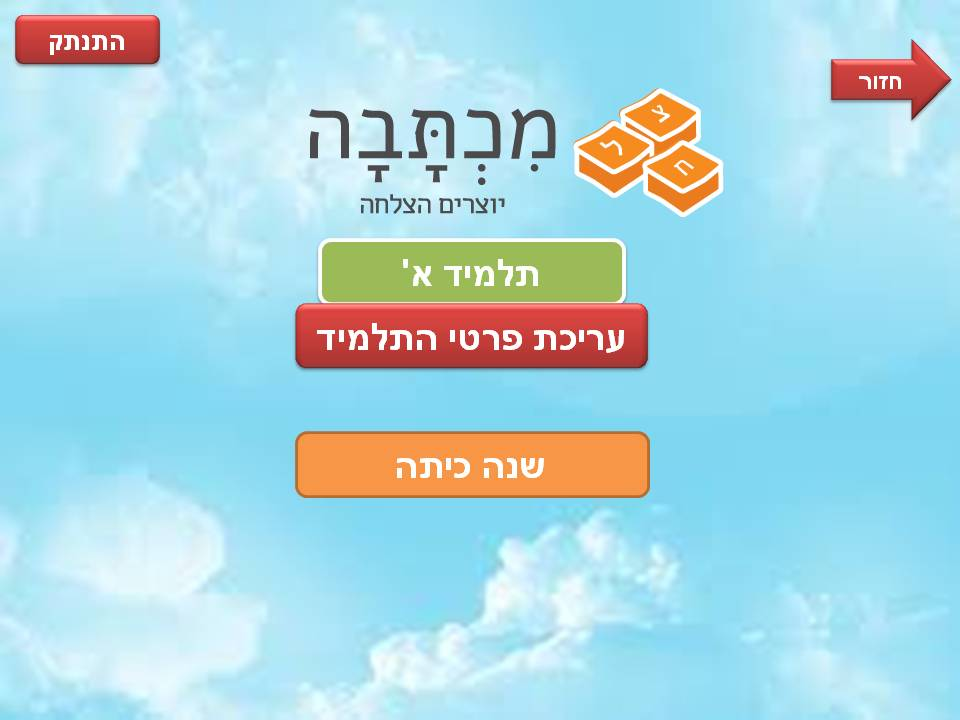 התנתק
חזור
מִכְתָּבָה
צ
ל
ח
יוצרים הצלחה
תלמיד א'
עריכת פרטי התלמיד
שנה כיתה